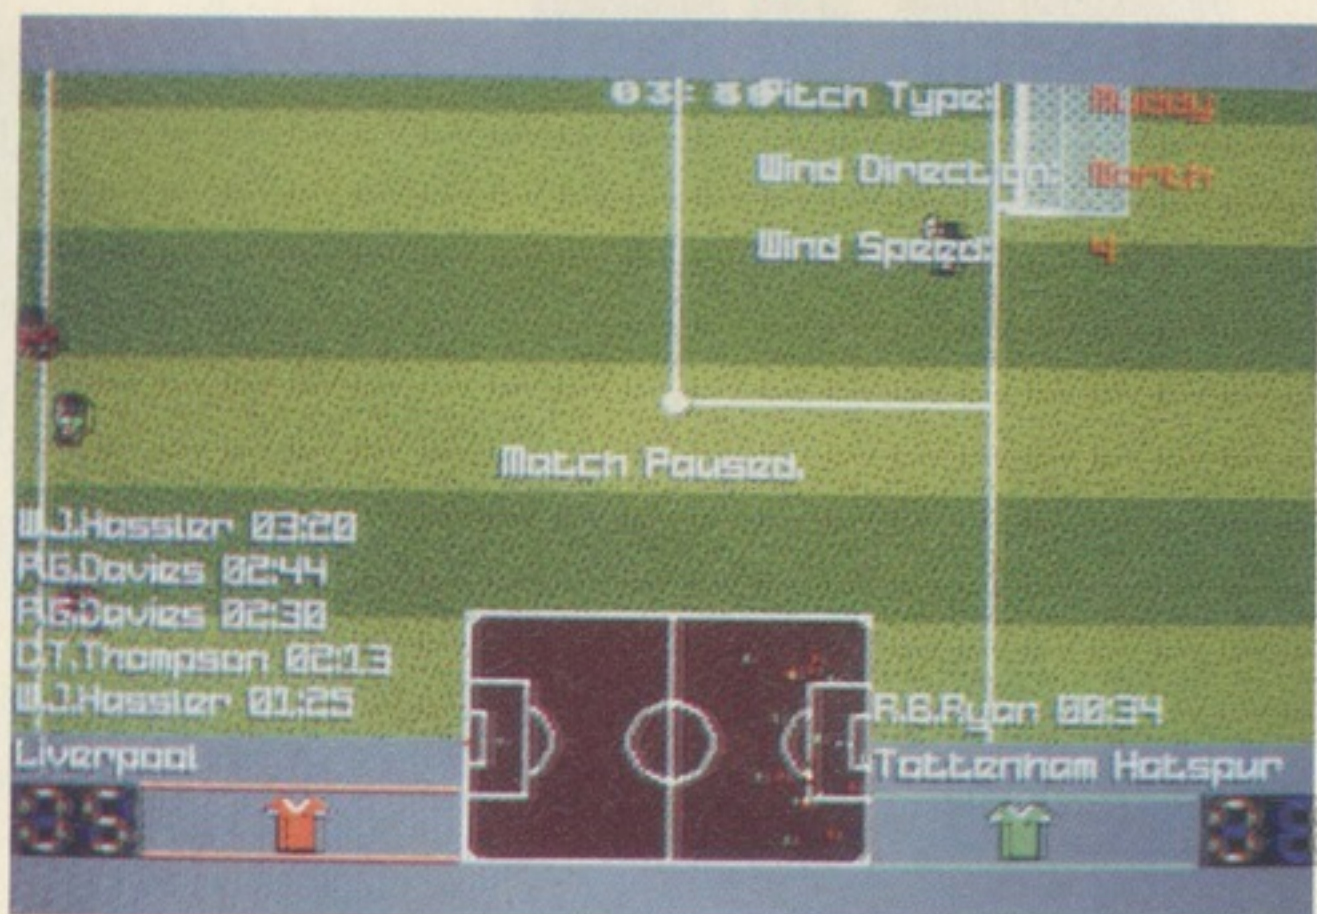 Pitch Type: Muddy
Wind Direction: North
Wind Speed: 4
Match Paused.
W.J.Hassler 03:20
R.G.Davies 02:44
R.G.Davies 02:30
D.T.Thompson 02:13
W.J.Hassler 01:25
R.B.Ryan 00:34
Liverpool
Tottenham Hotspur
05